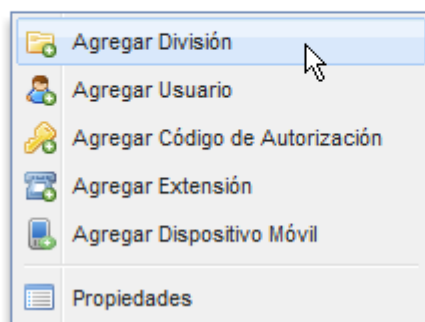 Agregar División
Agregar Usuario
Agregar Código de Autorización
Agregar Extensión
Agregar Dispositivo Móvil
Propiedades